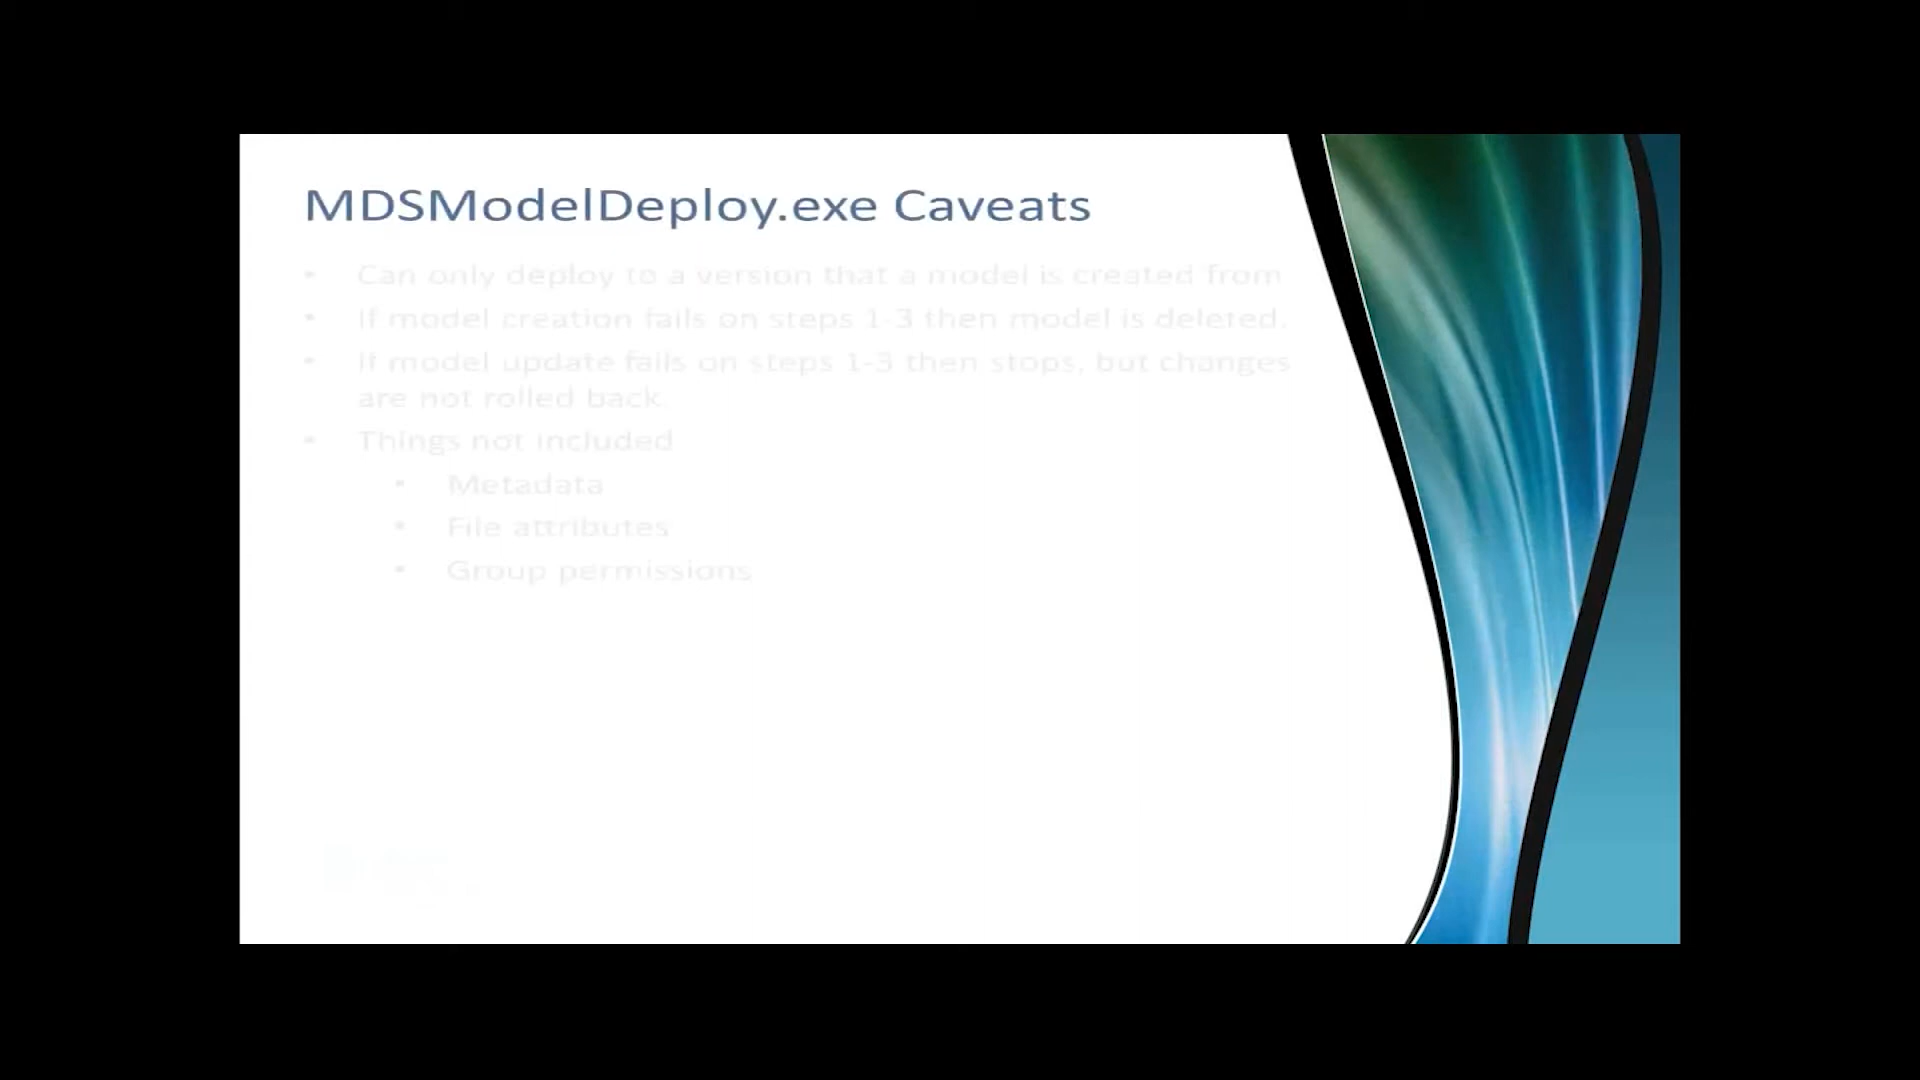 MDSModelDeploy.exe Caveats
• Can only deploy to a version that a model is created from
• If model creation fails on steps 1-3 then model is deleted.
• If model update fails on steps 1-3 then stops, but changes
are not rolled back.
• Things not included
• Metadata
• File attributes
• Group permissions